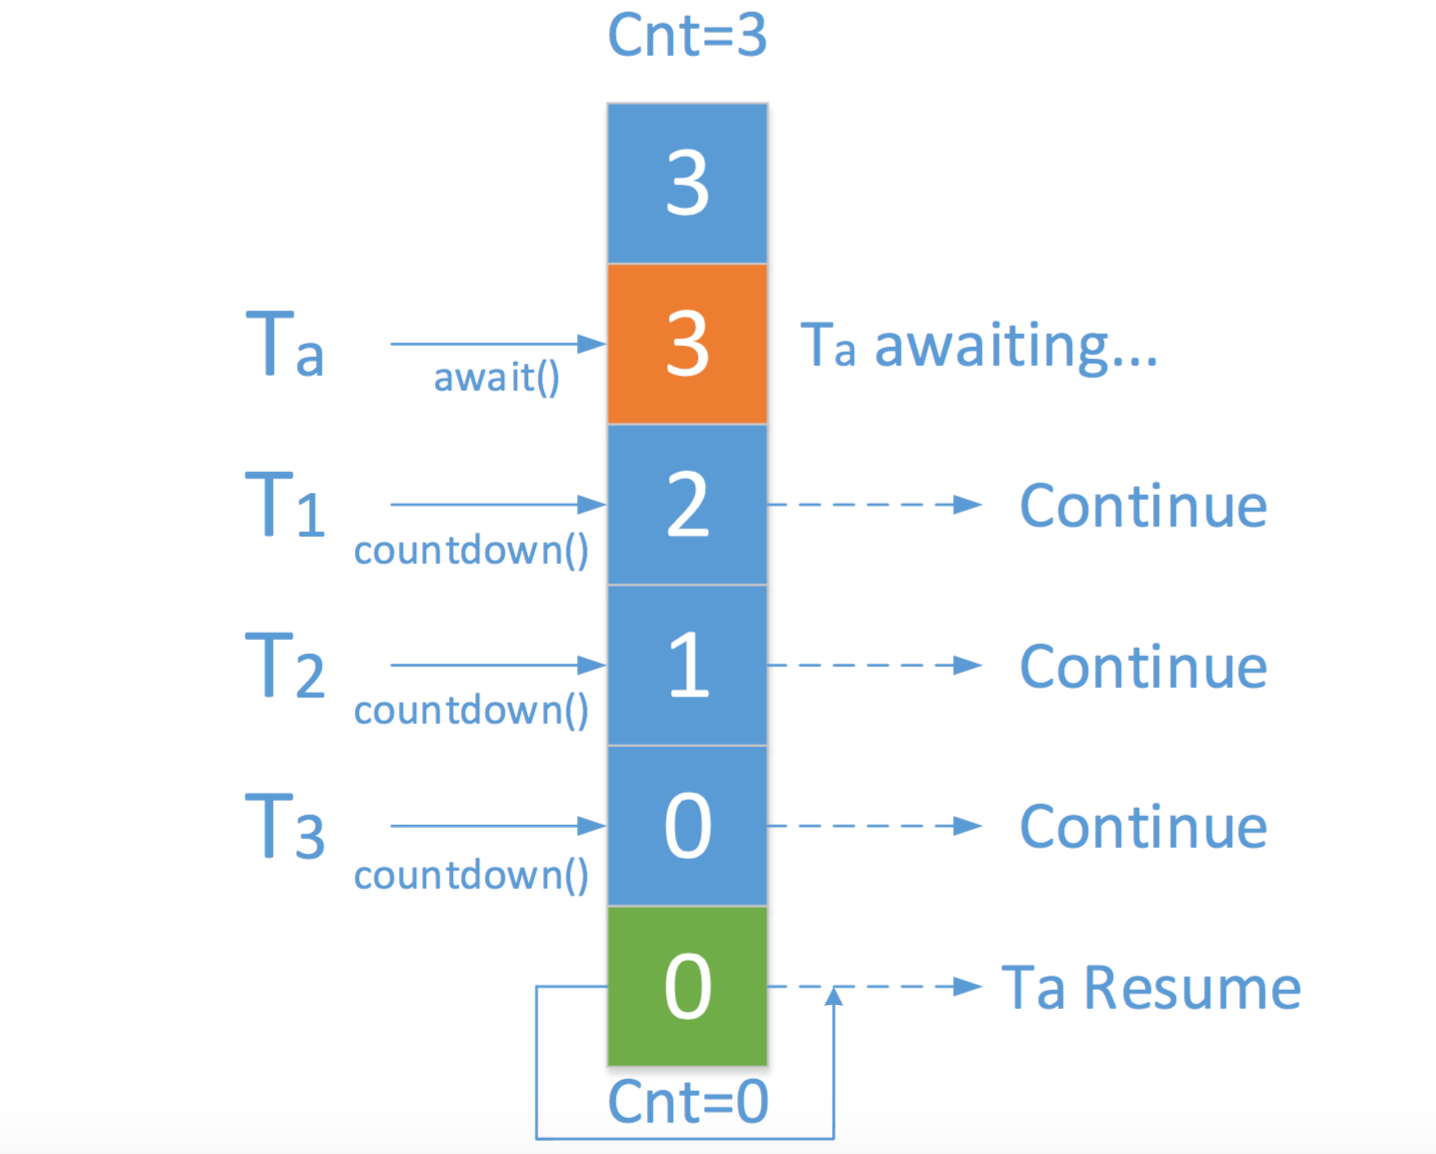 Cnt=3
3
Ta
await()
3
Ta awaiting...
T1
countdown()
2
Continue
T2
countdown()
1
Continue
T3
countdown()
0
Continue
0
Ta Resume
Cnt=0